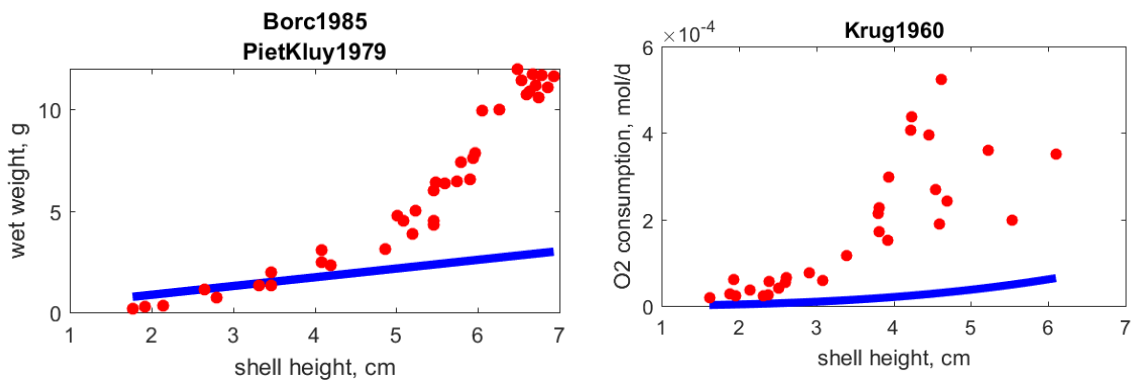 Borc1985
PietKluy1979
wet weight, g
10
5
0
1 2 3 4 5 6 7
shell height, cm
×10⁻⁴
Krug1960
O2 consumption, mol/d
6
4
2
0
1 2 3 4 5 6 7
shell height, cm